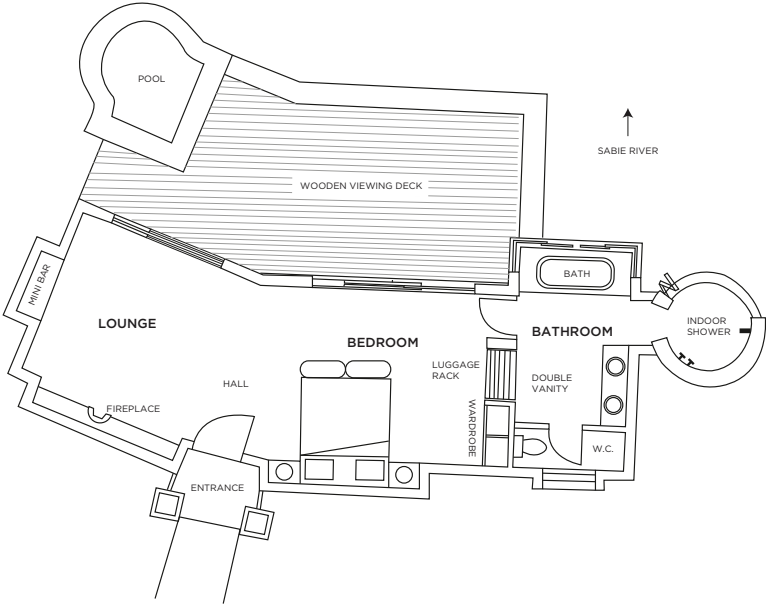 POOL
SABIE RIVER
WOODEN VIEWING DECK
MINI BAR
BATH
LOUNGE
BEDROOM
BATHROOM
INDOOR
SHOWER
LUGGAGE
RACK
HALL
DOUBLE
VANITY
FIREPLACE
WARDROBE
W.C.
ENTRANCE